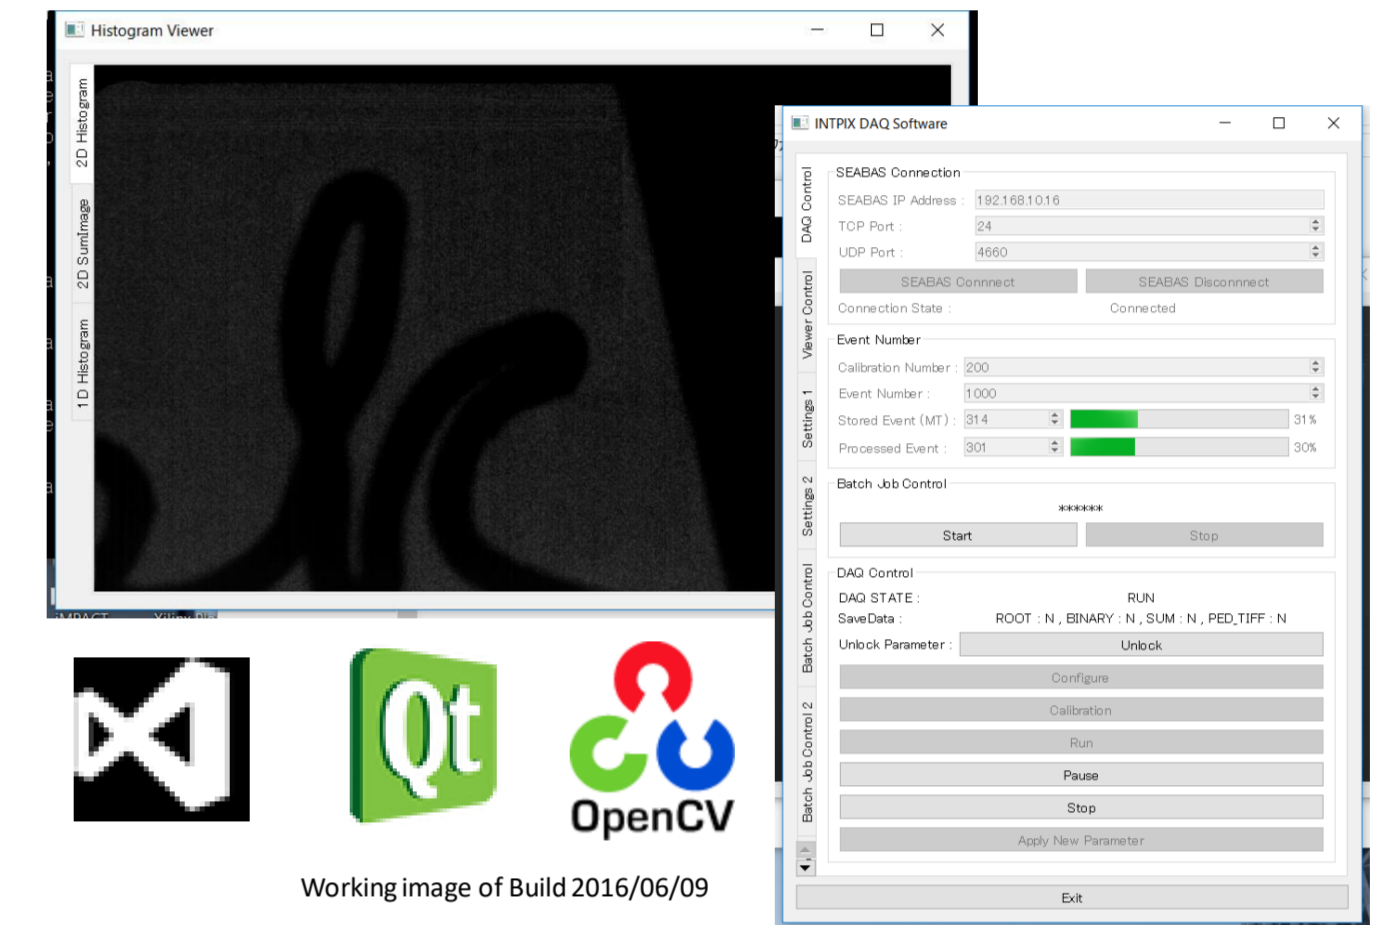 Histogram Viewer
2D Histogram
2D SumImage
1D Histogram
INTPIX DAQ Software
DAQ Control
Viewer Control
Settings 1
Settings 2
Batch Job Control
Batch Job Control 2
SEABAS Connection
SEABAS IP Address : 192.168.10.16
TCP Port : 24
UDP Port : 4660
SEABAS Connnect SEABAS Disconnnect
Connection State : Connected
Event Number
Calibration Number : 200
Event Number : 1000
Stored Event (MT) : 314 31%
Processed Event : 301 30%
Batch Job Control
******
Start Stop
DAQ Control
DAQ STATE : RUN
SaveData : ROOT : N , BINARY : N , SUM : N , PED_TIFF : N
Unlock Parameter : Unlock
Configure
Calibration
Run
Pause
Stop
Apply New Parameter
Exit
Qt
OpenCV
Working image of Build 2016/06/09